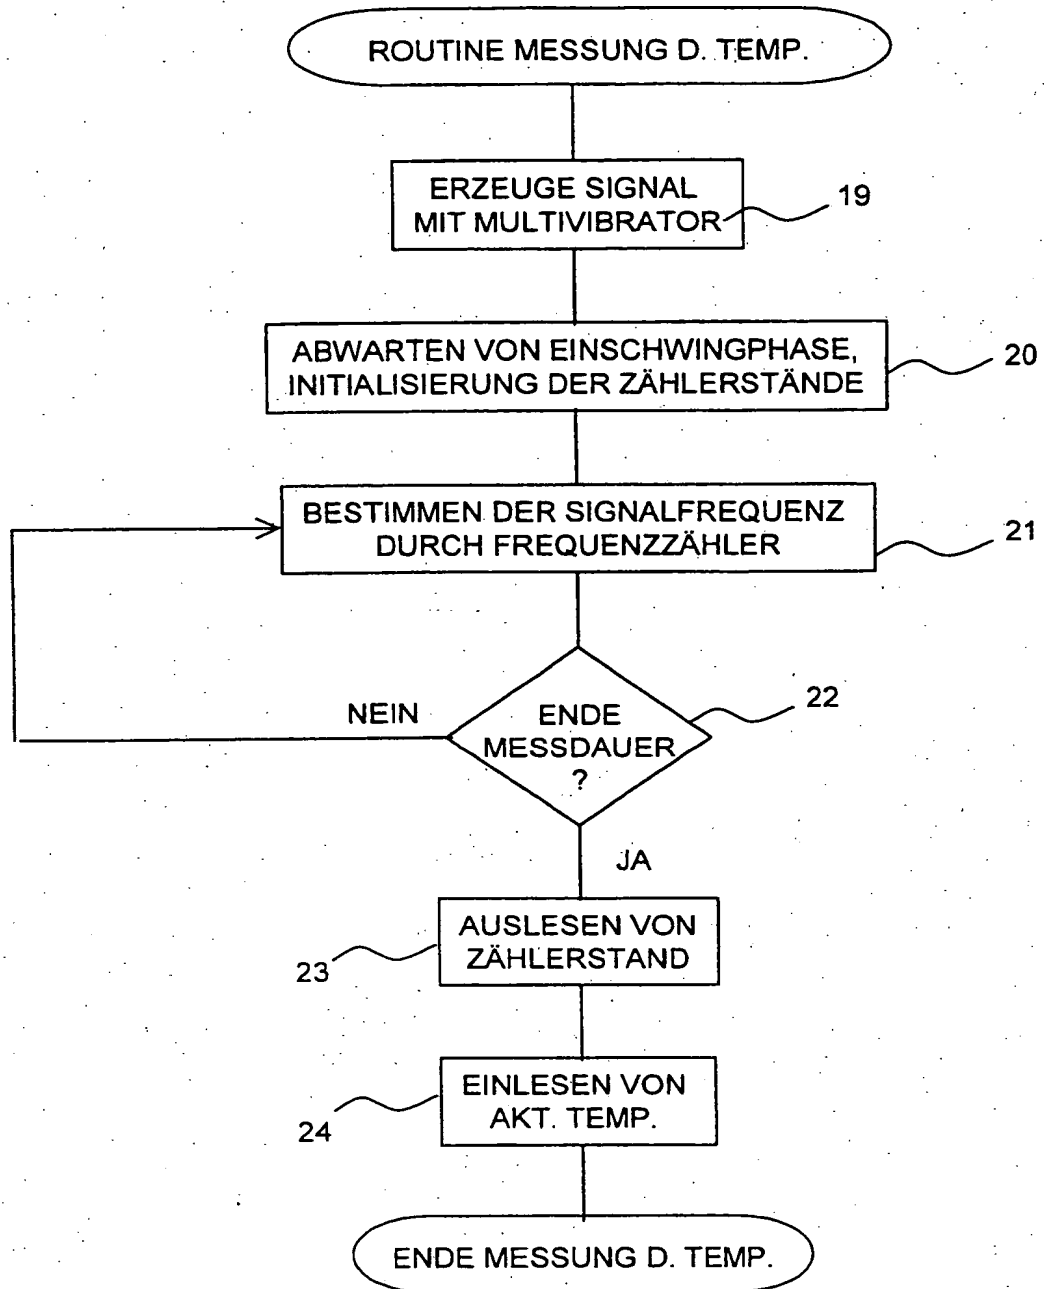 ROUTINE MESSUNG D. TEMP.
ERZEUGE SIGNAL
MIT MULTIVIBRATOR
19
ABWARTEN VON EINSCHWINGPHASE,
INITIALISIERUNG DER ZÄHLERSTÄNDE
20
BESTIMMEN DER SIGNALFREQUENZ
DURCH FREQUENZZÄHLER
21
NEIN
ENDE
MESSDAUER
?
22
JA
AUSLESEN VON
ZÄHLERSTAND
23
EINLESEN VON
AKT. TEMP.
24
ENDE MESSUNG D. TEMP.